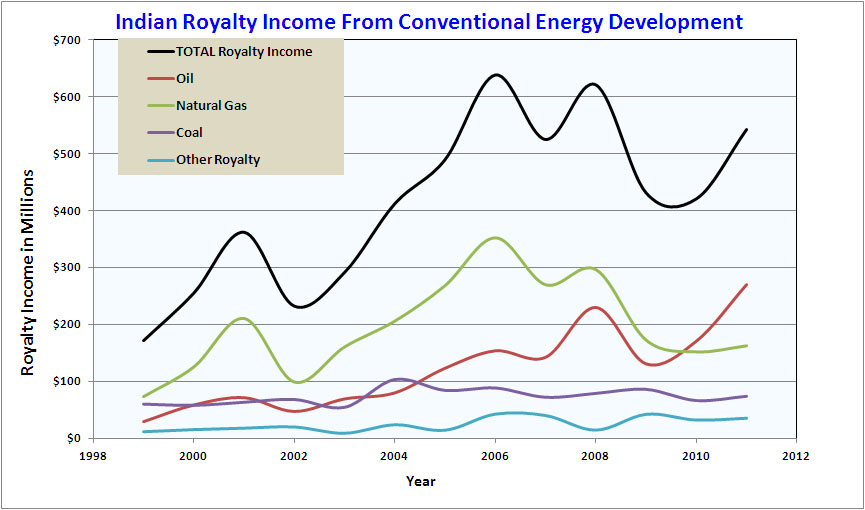 Indian Royalty Income From Conventional Energy Development
$700
$600
$500
$400
$300
$200
$100
$0
Royalty Income in Millions
TOTAL Royalty Income
Oil
Natural Gas
Coal
Other Royalty
1998 2000 2002 2004 2006 2008 2010 2012
Year